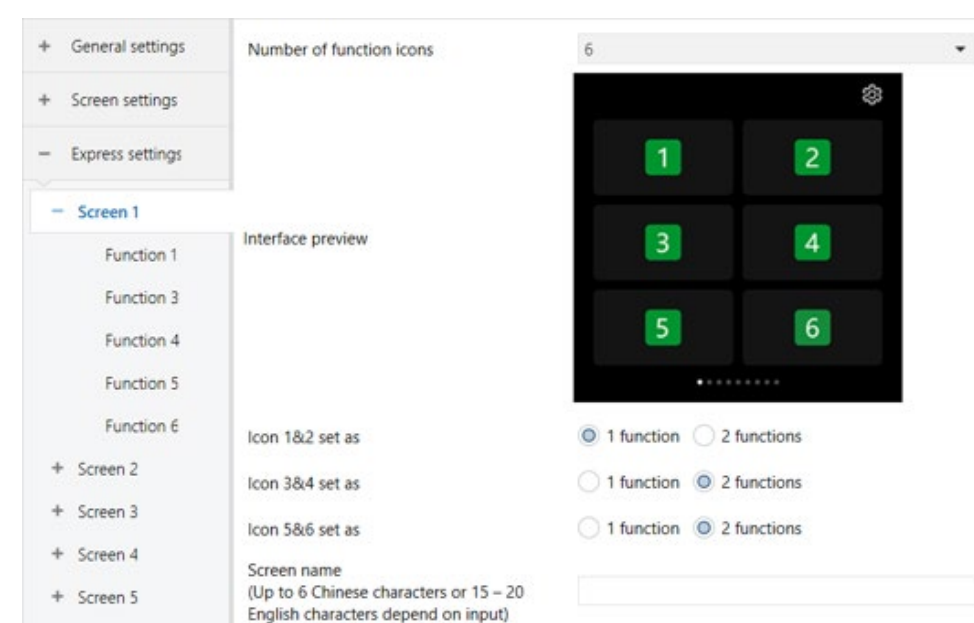 General settings
Screen settings
Express settings
Screen 1
Function 1
Function 3
Function 4
Function 5
Function 6
Screen 2
Screen 3
Screen 4
Screen 5
Number of function icons
6
Interface preview
1 2
3 4
5 6
Icon 1&2 set as
1 function 2 functions
Icon 3&4 set as
1 function 2 functions
Icon 5&6 set as
1 function 2 functions
Screen name
(Up to 6 Chinese characters or 15 – 20
English characters depend on input)